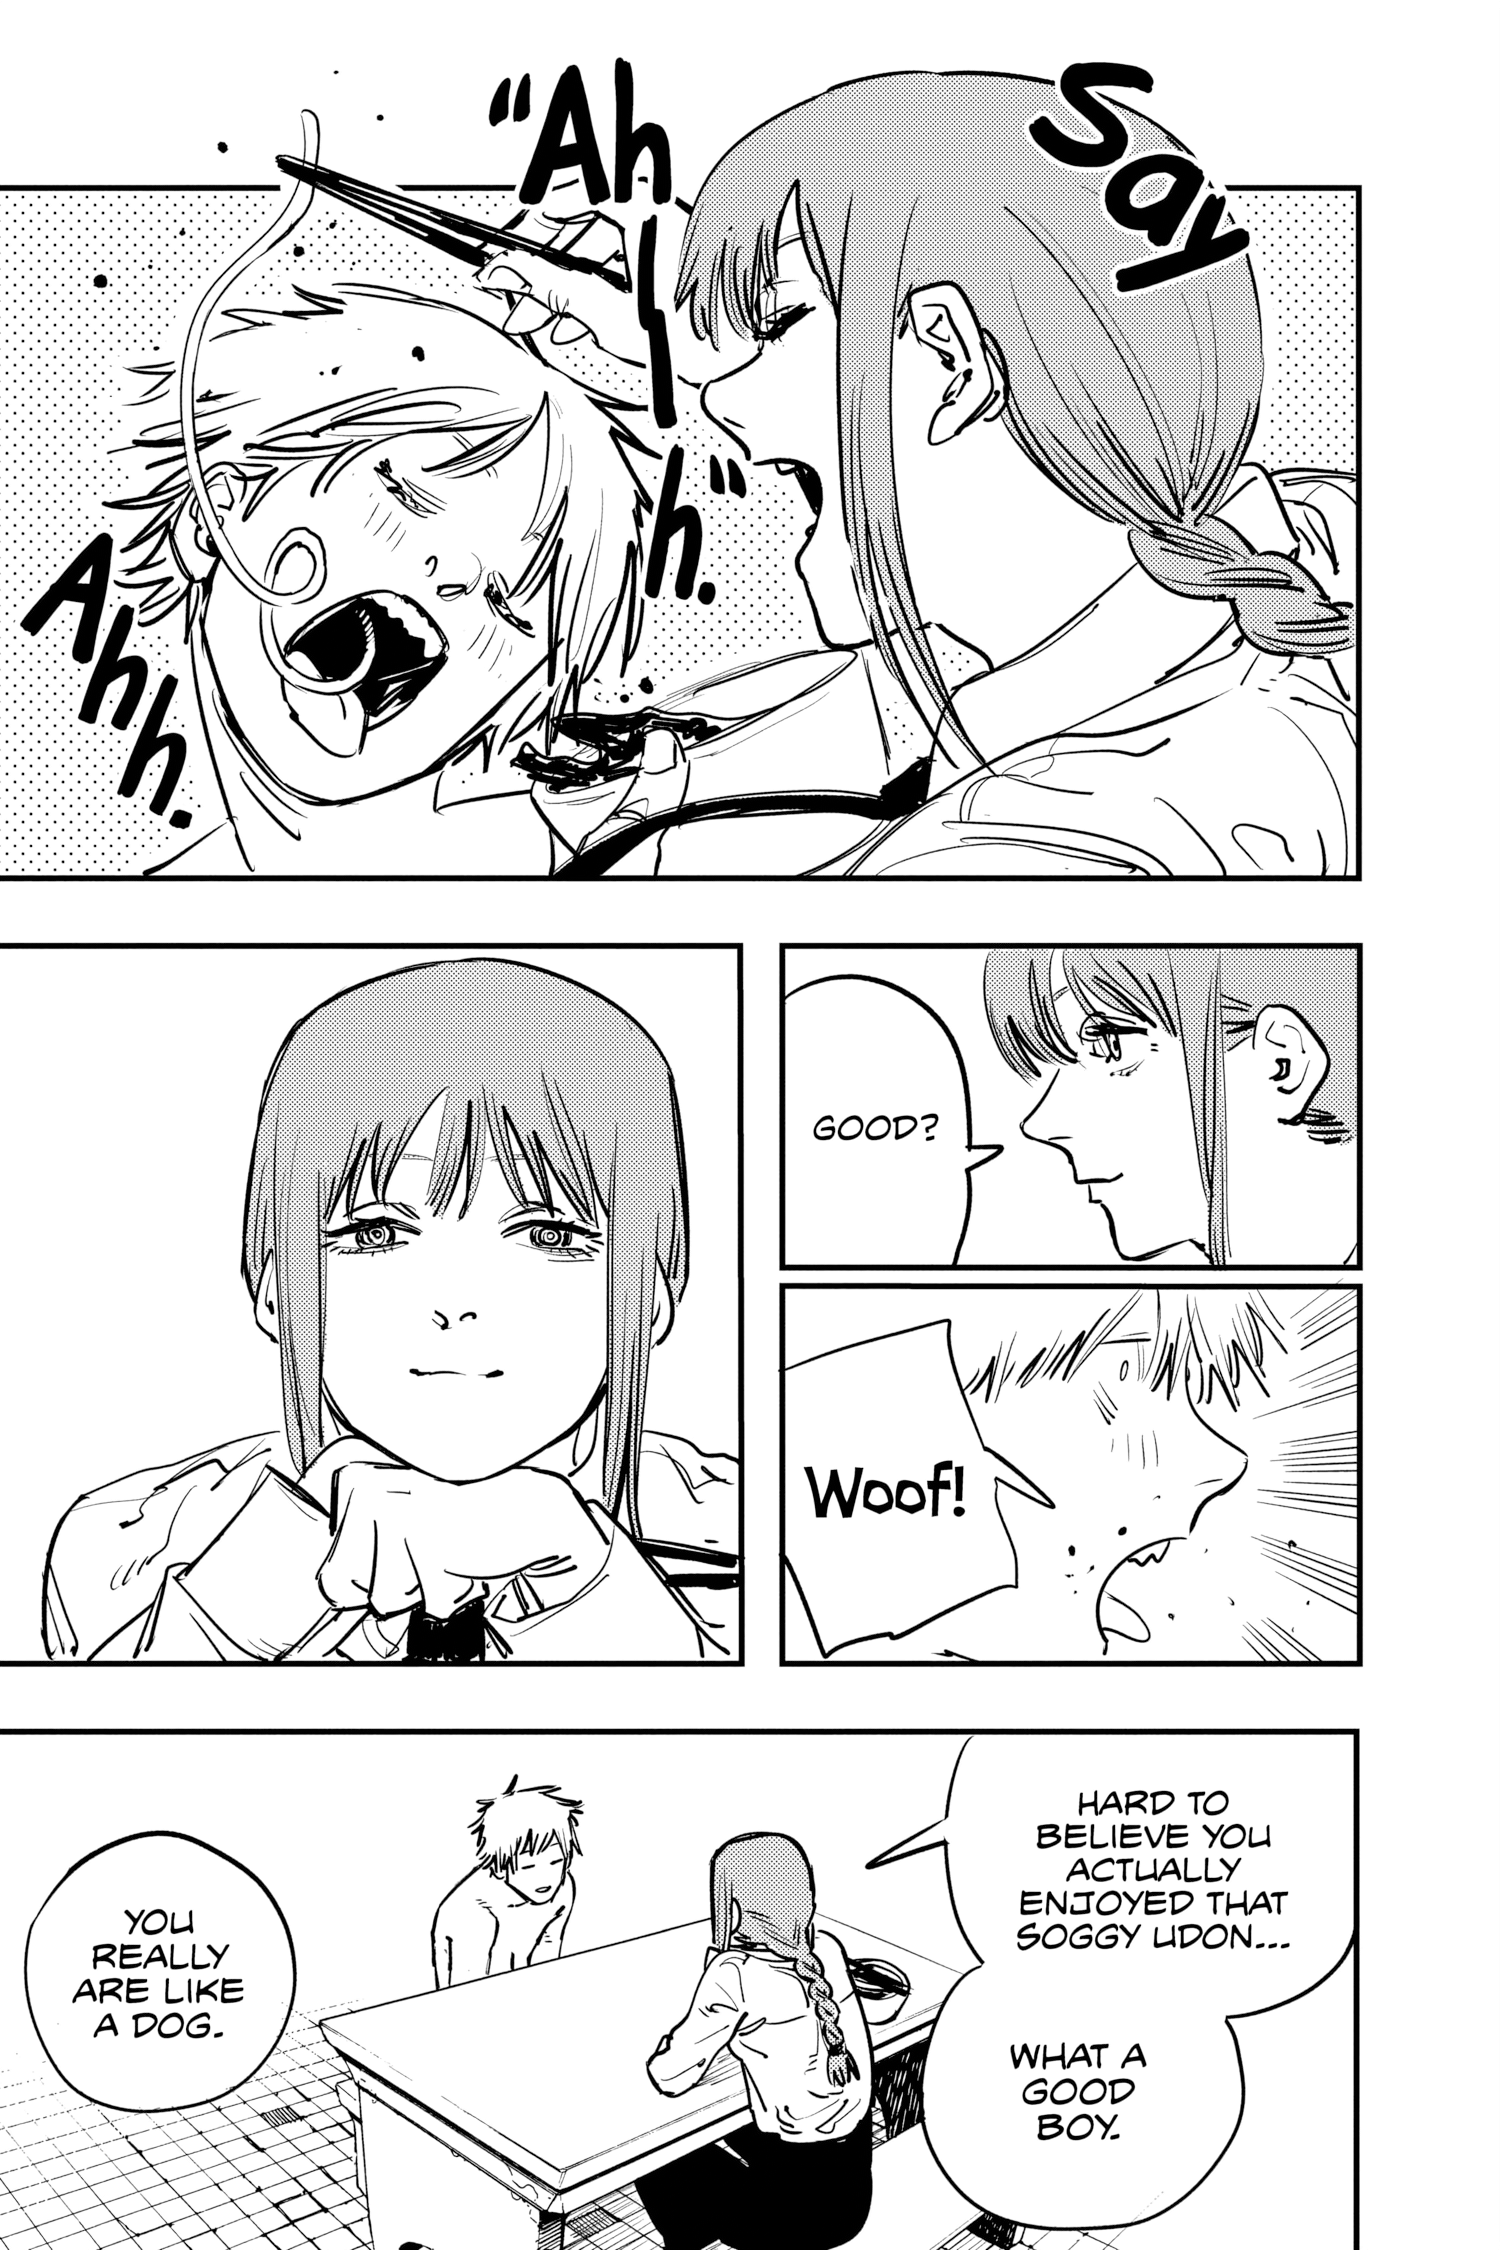 Say
"Ah
h."
Ahh.
GOOD?
Woof!
HARD TO
BELIEVE YOU
ACTUALLY
ENJOYED THAT
SOGGY UDON...
WHAT A
GOOD
BOY.
YOU
REALLY
ARE LIKE
A DOG.